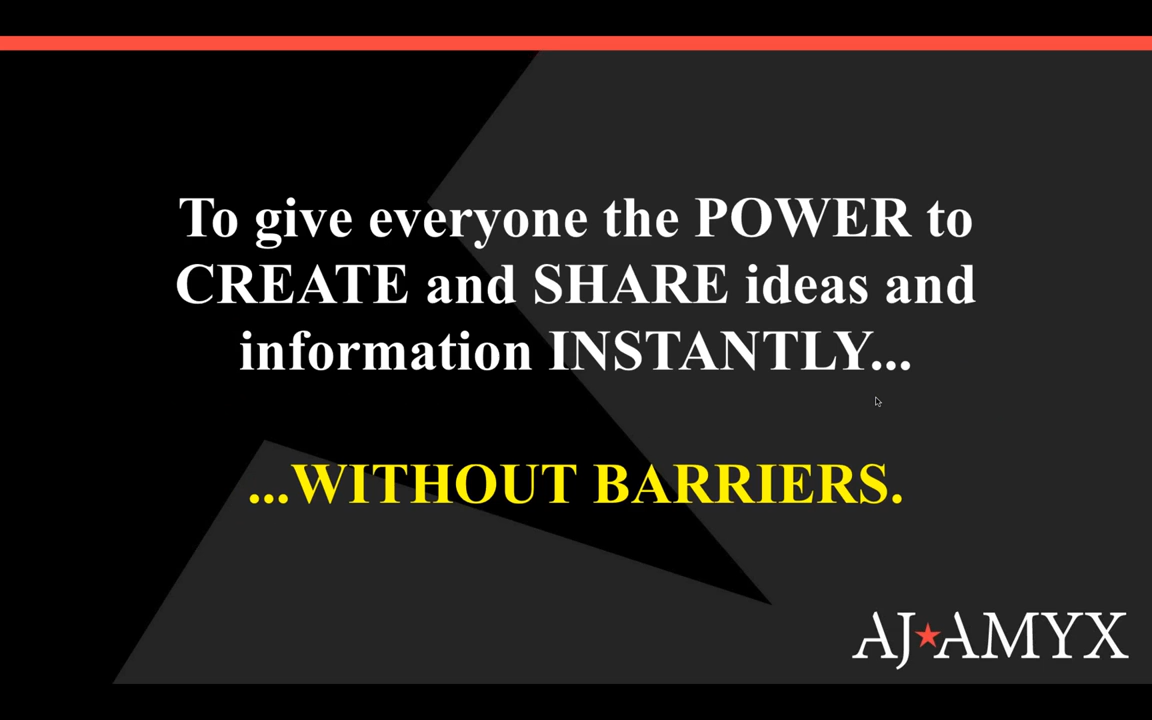 To give everyone the POWER to
CREATE and SHARE ideas and
information INSTANTLY...
...WITHOUT BARRIERS.
AJ★AMYX